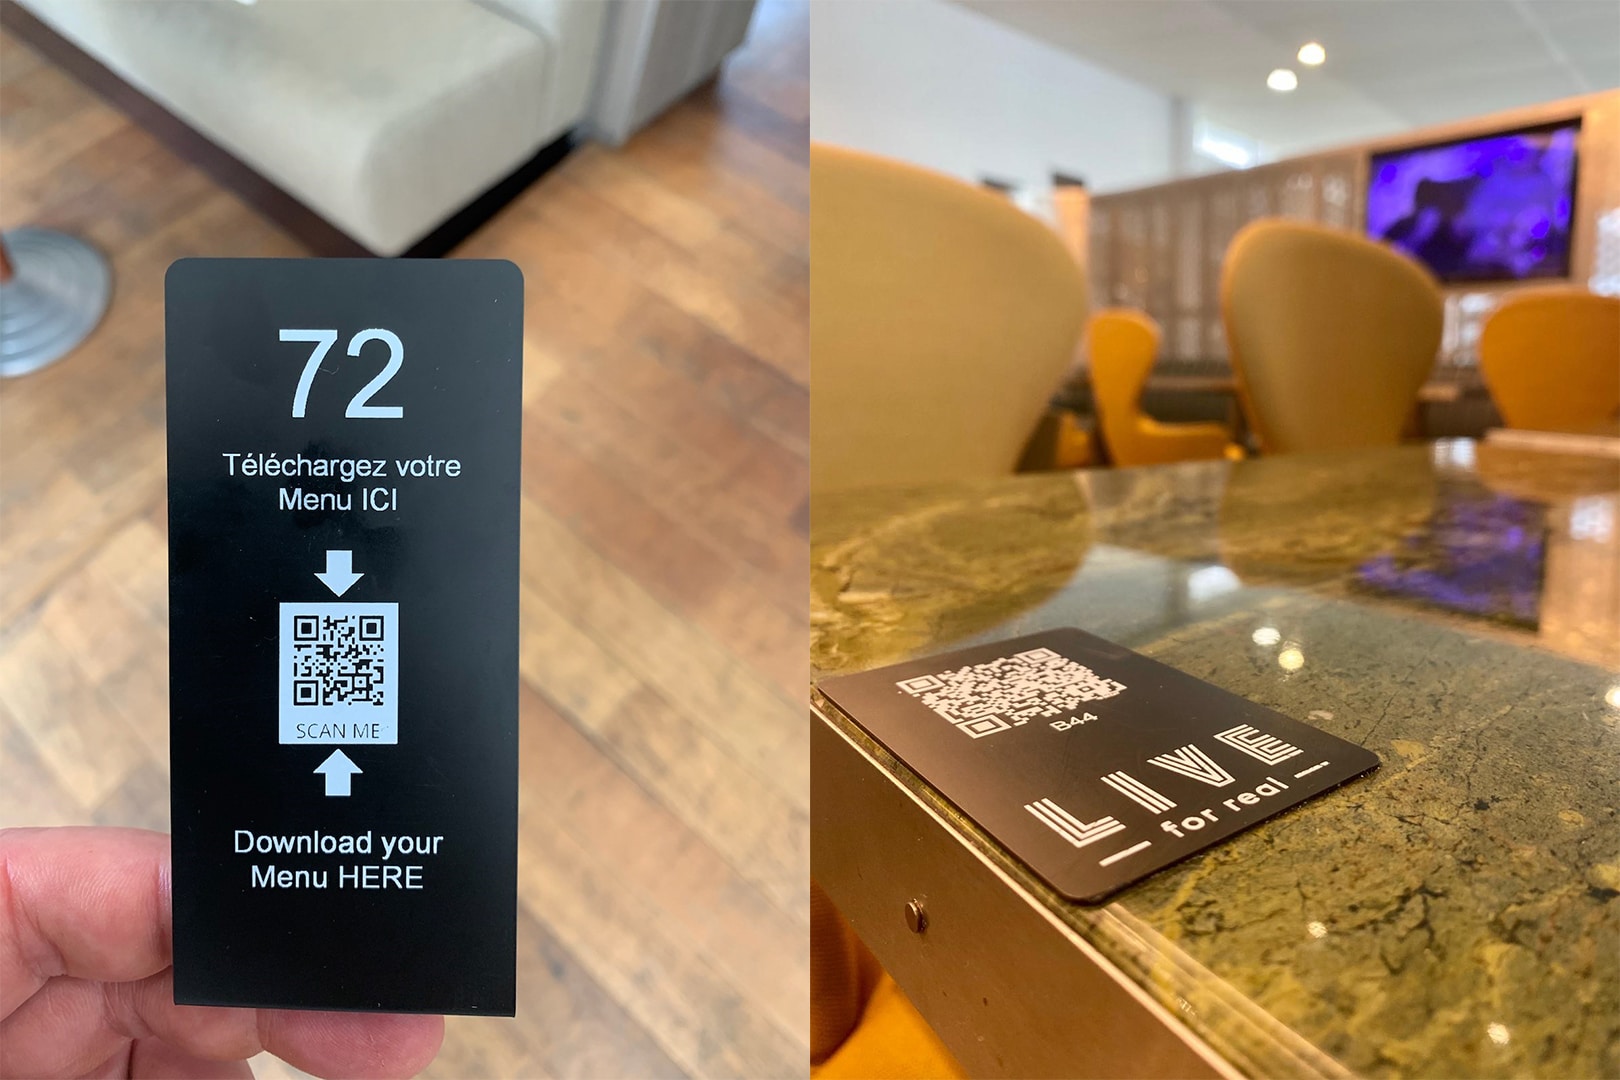 72
Téléchargez votre
Menu ICI
SCAN ME
Download your
Menu HERE
B44
LIVE
for real